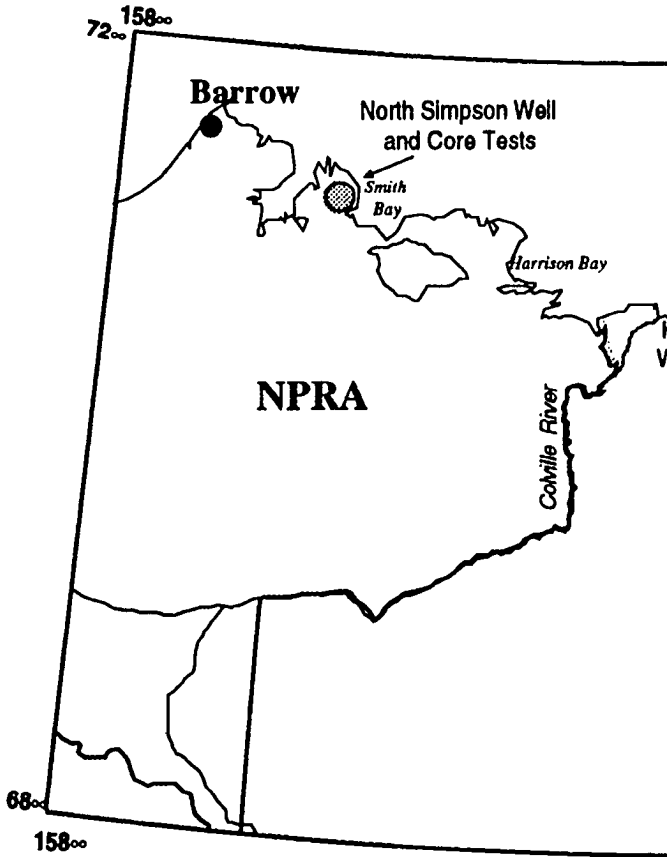 158∞
72∞
Barrow
North Simpson Well
and Core Tests
Smith
Bay
Harrison Bay
NPRA
Colville River
68∞
158∞